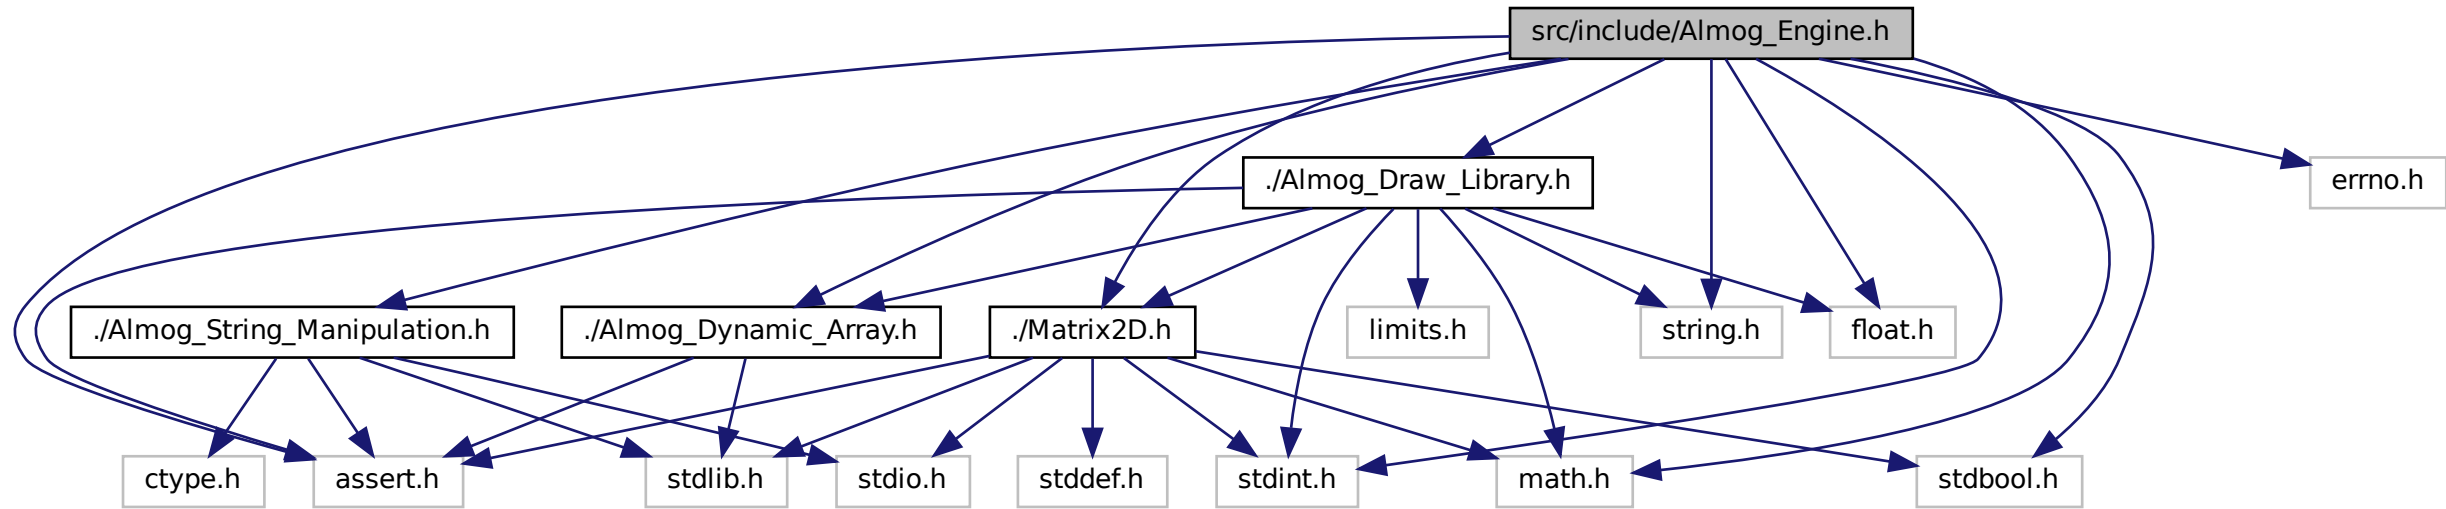 src/include/Almog_Engine.h
./Almog_Draw_Library.h
errno.h
./Almog_String_Manipulation.h
./Almog_Dynamic_Array.h
./Matrix2D.h
limits.h
string.h
float.h
ctype.h
assert.h
stdlib.h
stdio.h
stddef.h
stdint.h
math.h
stdbool.h